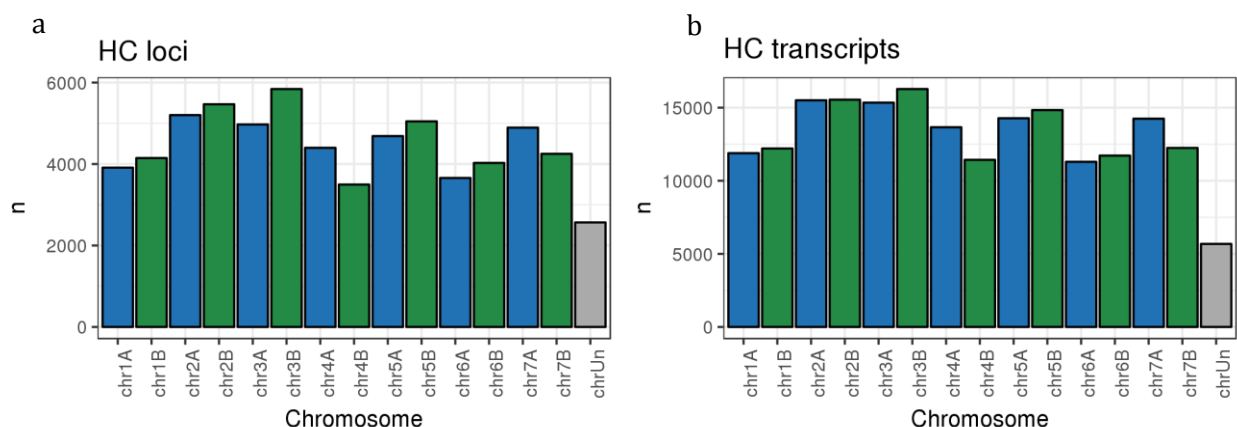 a
HC loci
6000
4000
2000
0
n
chr1A
chr1B
chr2A
chr2B
chr3A
chr3B
chr4A
chr4B
chr5A
chr5B
chr6A
chr6B
chr7A
chr7B
chrUn
Chromosome
b
HC transcripts
15000
10000
5000
0
n
chr1A
chr1B
chr2A
chr2B
chr3A
chr3B
chr4A
chr4B
chr5A
chr5B
chr6A
chr6B
chr7A
chr7B
chrUn
Chromosome